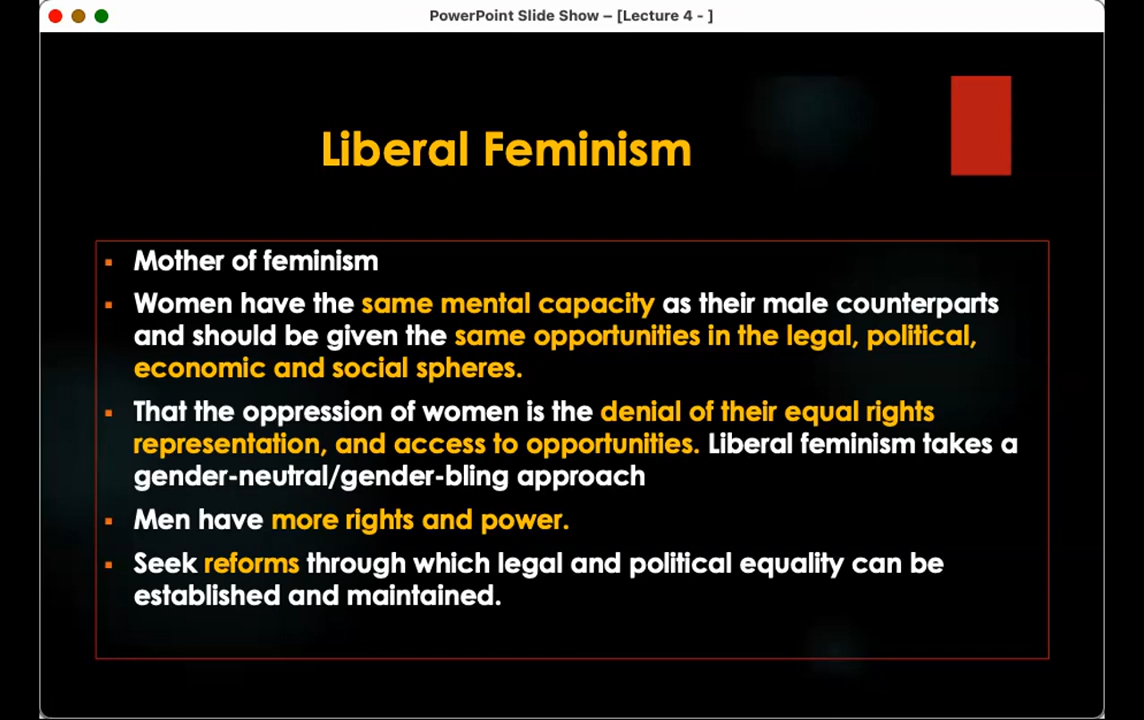 PowerPoint Slide Show – [Lecture 4 - ]
Liberal Feminism
▪ Mother of feminism
▪ Women have the same mental capacity as their male counterparts
and should be given the same opportunities in the legal, political,
economic and social spheres.
▪ That the oppression of women is the denial of their equal rights
representation, and access to opportunities. Liberal feminism takes a
gender-neutral/gender-bling approach
▪ Men have more rights and power.
▪ Seek reforms through which legal and political equality can be
established and maintained.